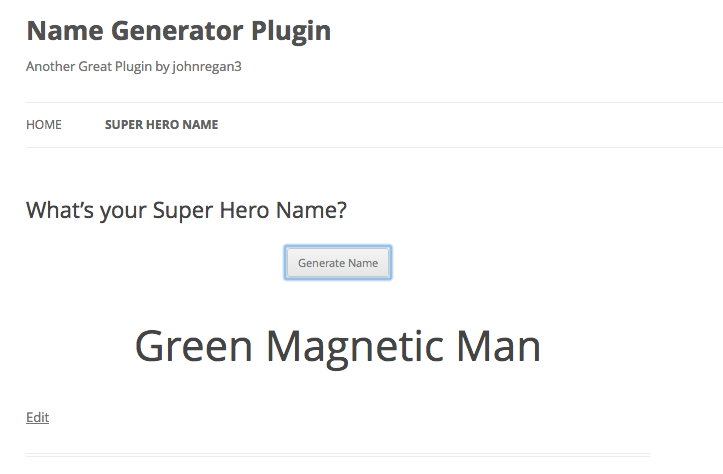 Name Generator Plugin
Another Great Plugin by johnregan3
HOME SUPER HERO NAME
What’s your Super Hero Name?
Generate Name
Green Magnetic Man
Edit